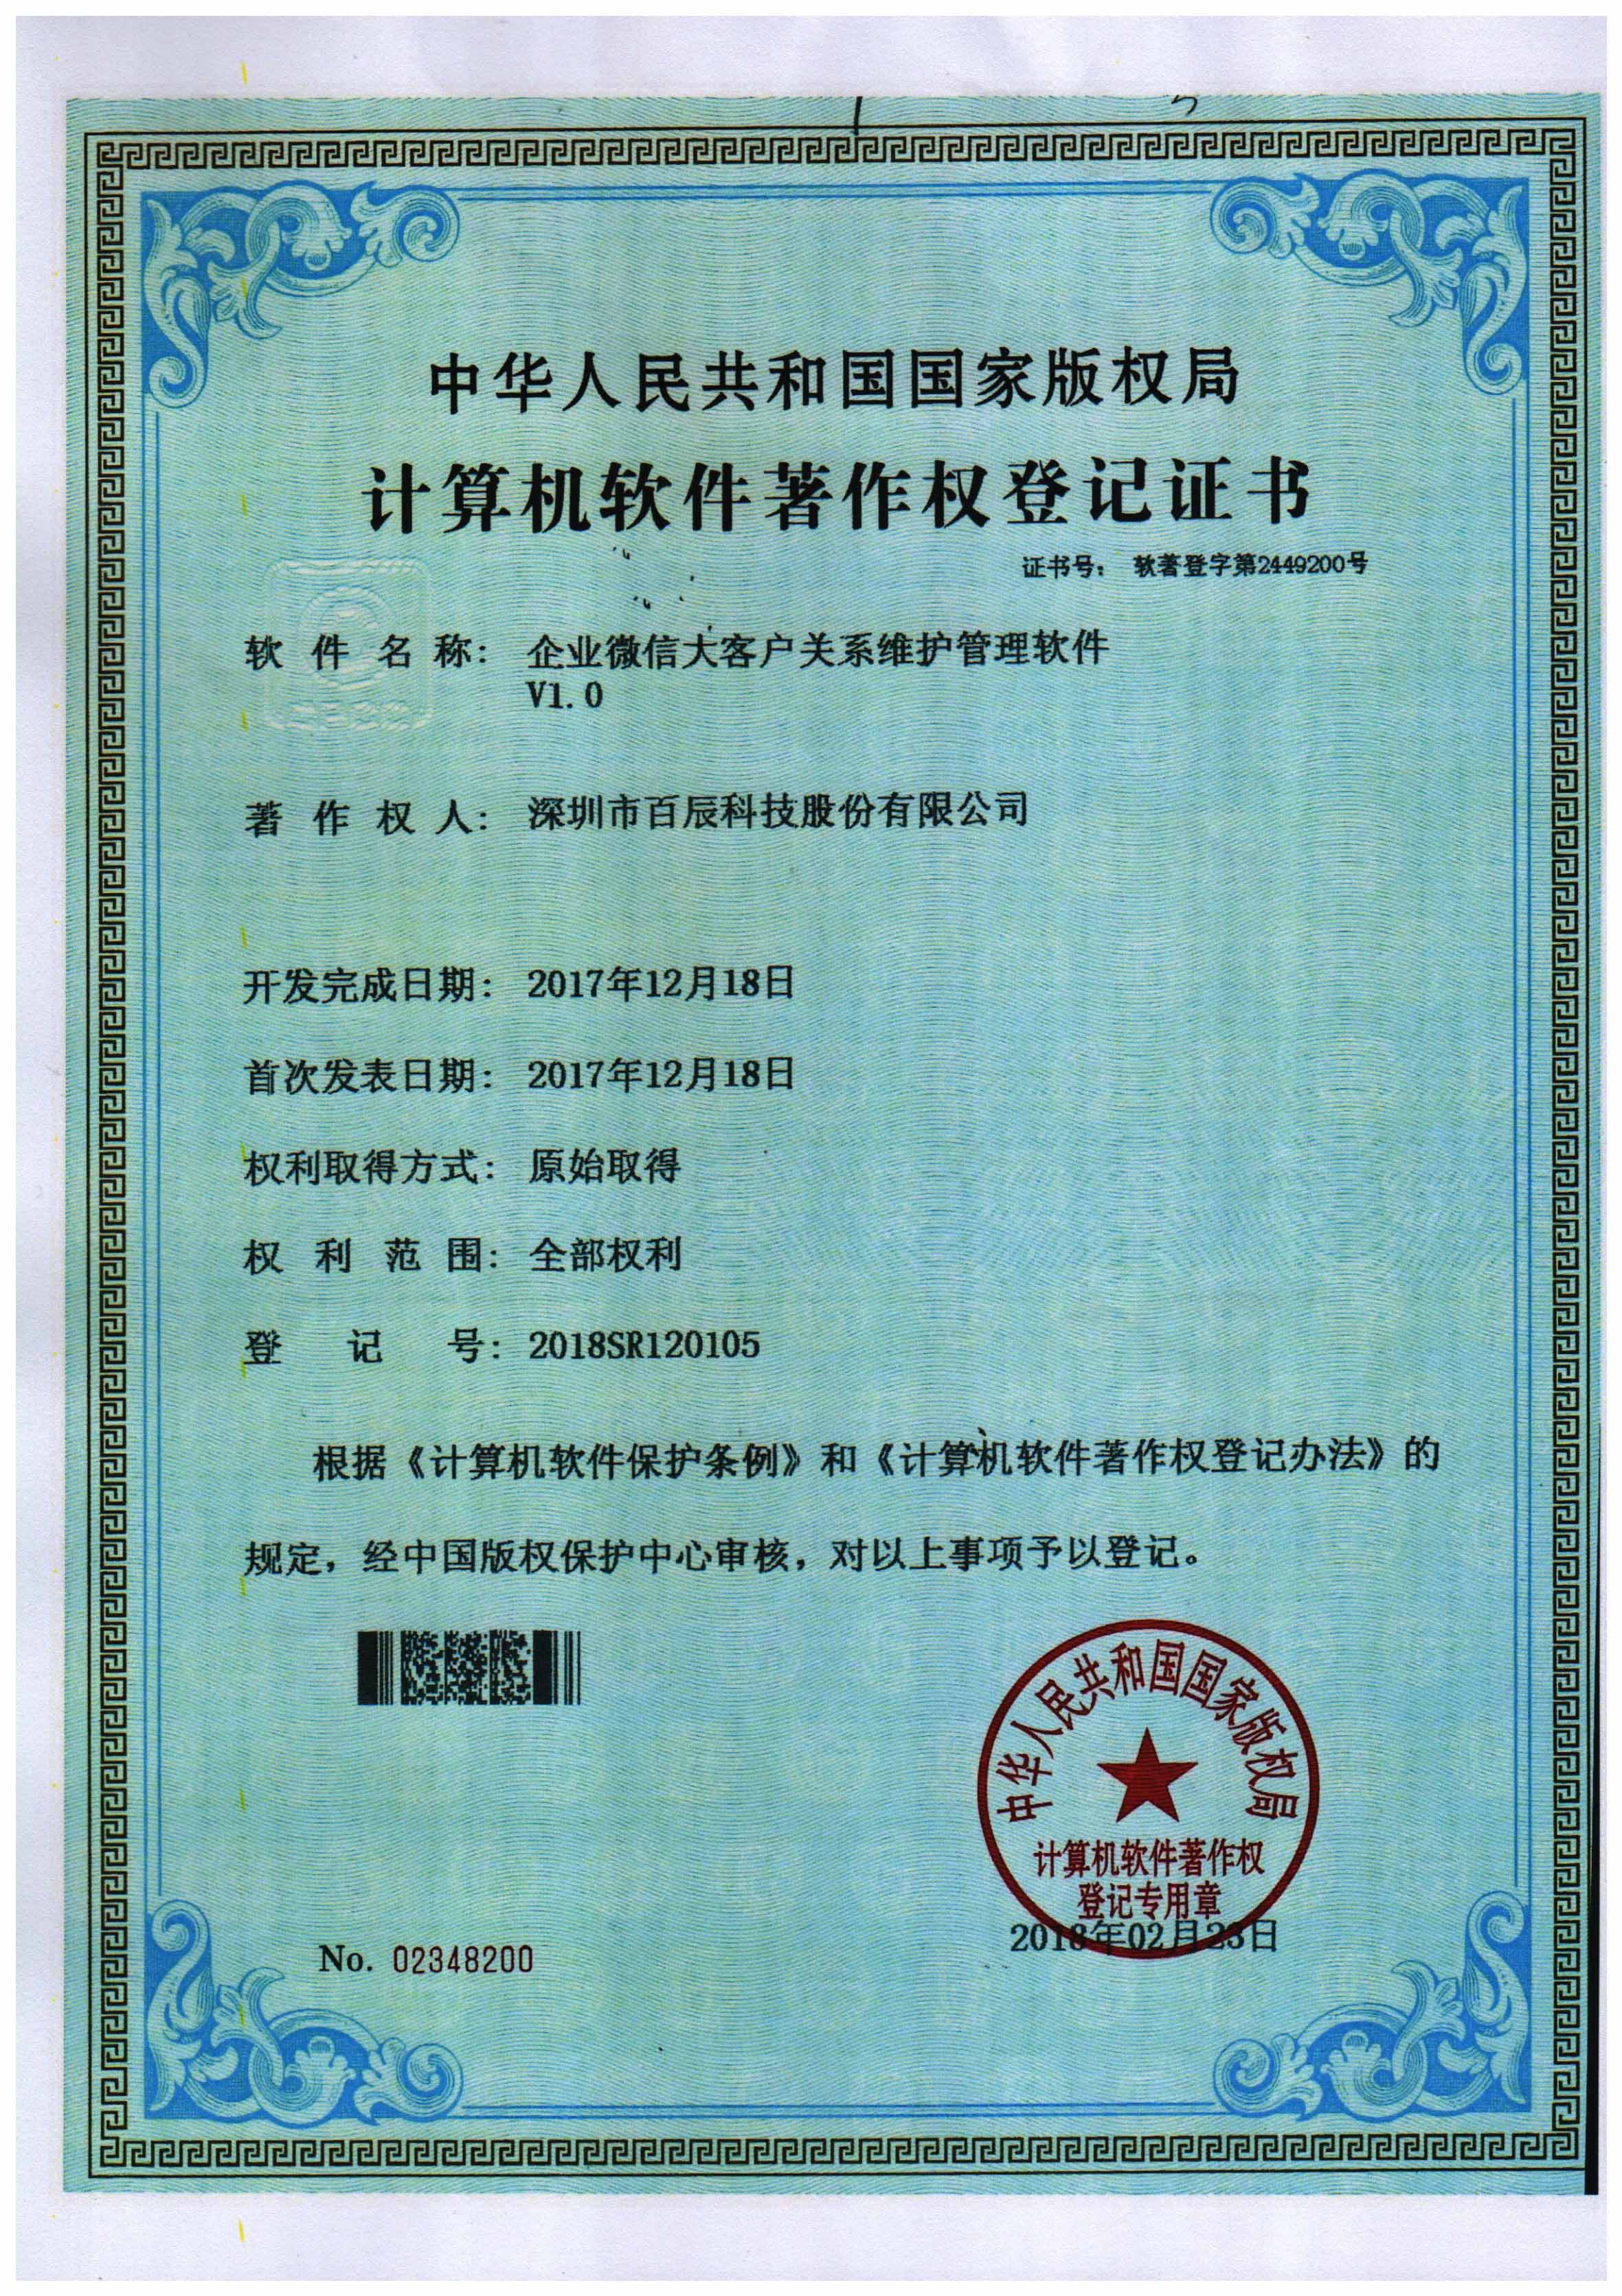 中华人民共和国国家版权局
计算机软件著作权登记证书
证书号： 软著登字第2449200号
软件名称： 企业微信大客户关系维护管理软件
V1.0
著作权人： 深圳市百辰科技股份有限公司
开发完成日期： 2017年12月18日
首次发表日期： 2017年12月18日
权利取得方式： 原始取得
权利范围： 全部权利
登记号： 2018SR120105
根据《计算机软件保护条例》和《计算机软件著作权登记办法》的
规定，经中国版权保护中心审核，对以上事项予以登记。
中华人民共和国国家版权局
计算机软件著作权
登记专用章
2018年02月23日
No. 02348200